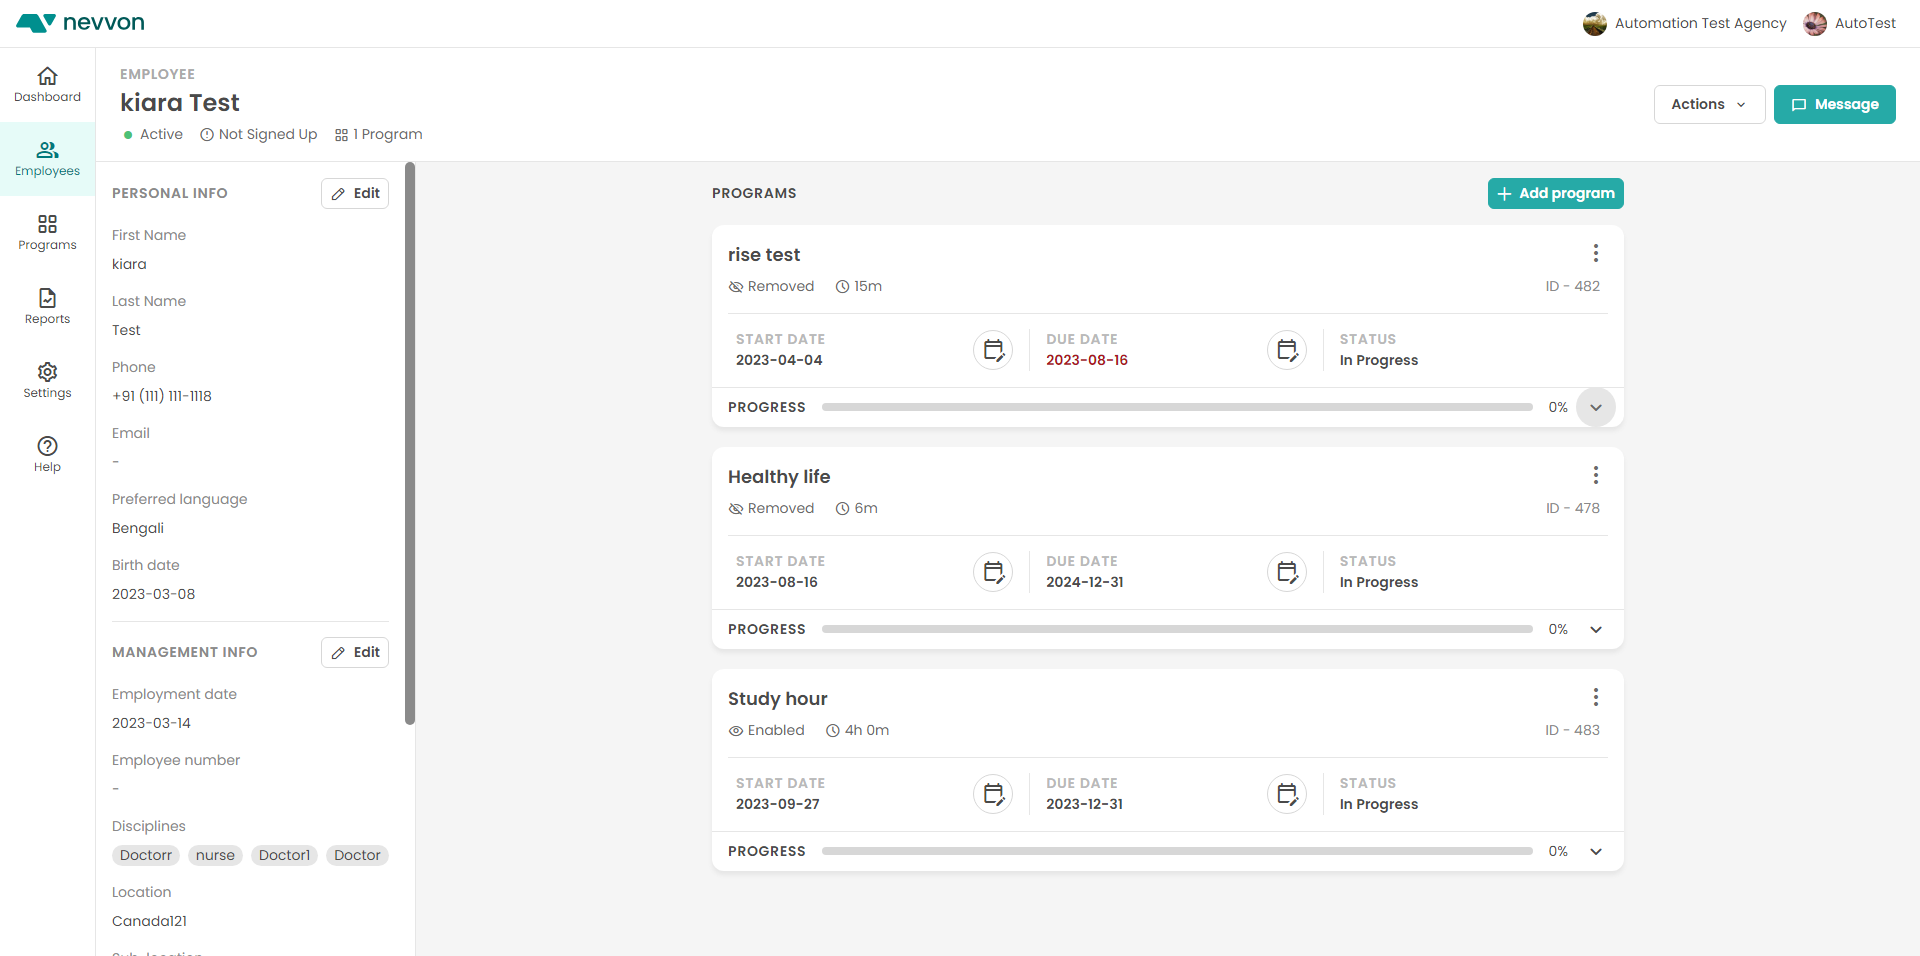 nevvon
Automation Test Agency
AutoTest
Dashboard
Employees
Programs
Reports
Settings
Help
EMPLOYEE
kiara Test
Active
Not Signed Up
1 Program
Actions
Message
PERSONAL INFO
Edit
First Name
kiara
Last Name
Test
Phone
+91 (111) 111-1118
Email
-
Preferred language
Bengali
Birth date
2023-03-08
MANAGEMENT INFO
Edit
Employment date
2023-03-14
Employee number
-
Disciplines
Doctorr nurse Doctor1 Doctor
Location
Canada121
PROGRAMS
Add program
rise test
Removed 15m
ID - 482
START DATE
2023-04-04
DUE DATE
2023-08-16
STATUS
In Progress
PROGRESS
0%
Healthy life
Removed 6m
ID - 478
START DATE
2023-08-16
DUE DATE
2024-12-31
STATUS
In Progress
PROGRESS
0%
Study hour
Enabled 4h 0m
ID - 483
START DATE
2023-09-27
DUE DATE
2023-12-31
STATUS
In Progress
PROGRESS
0%